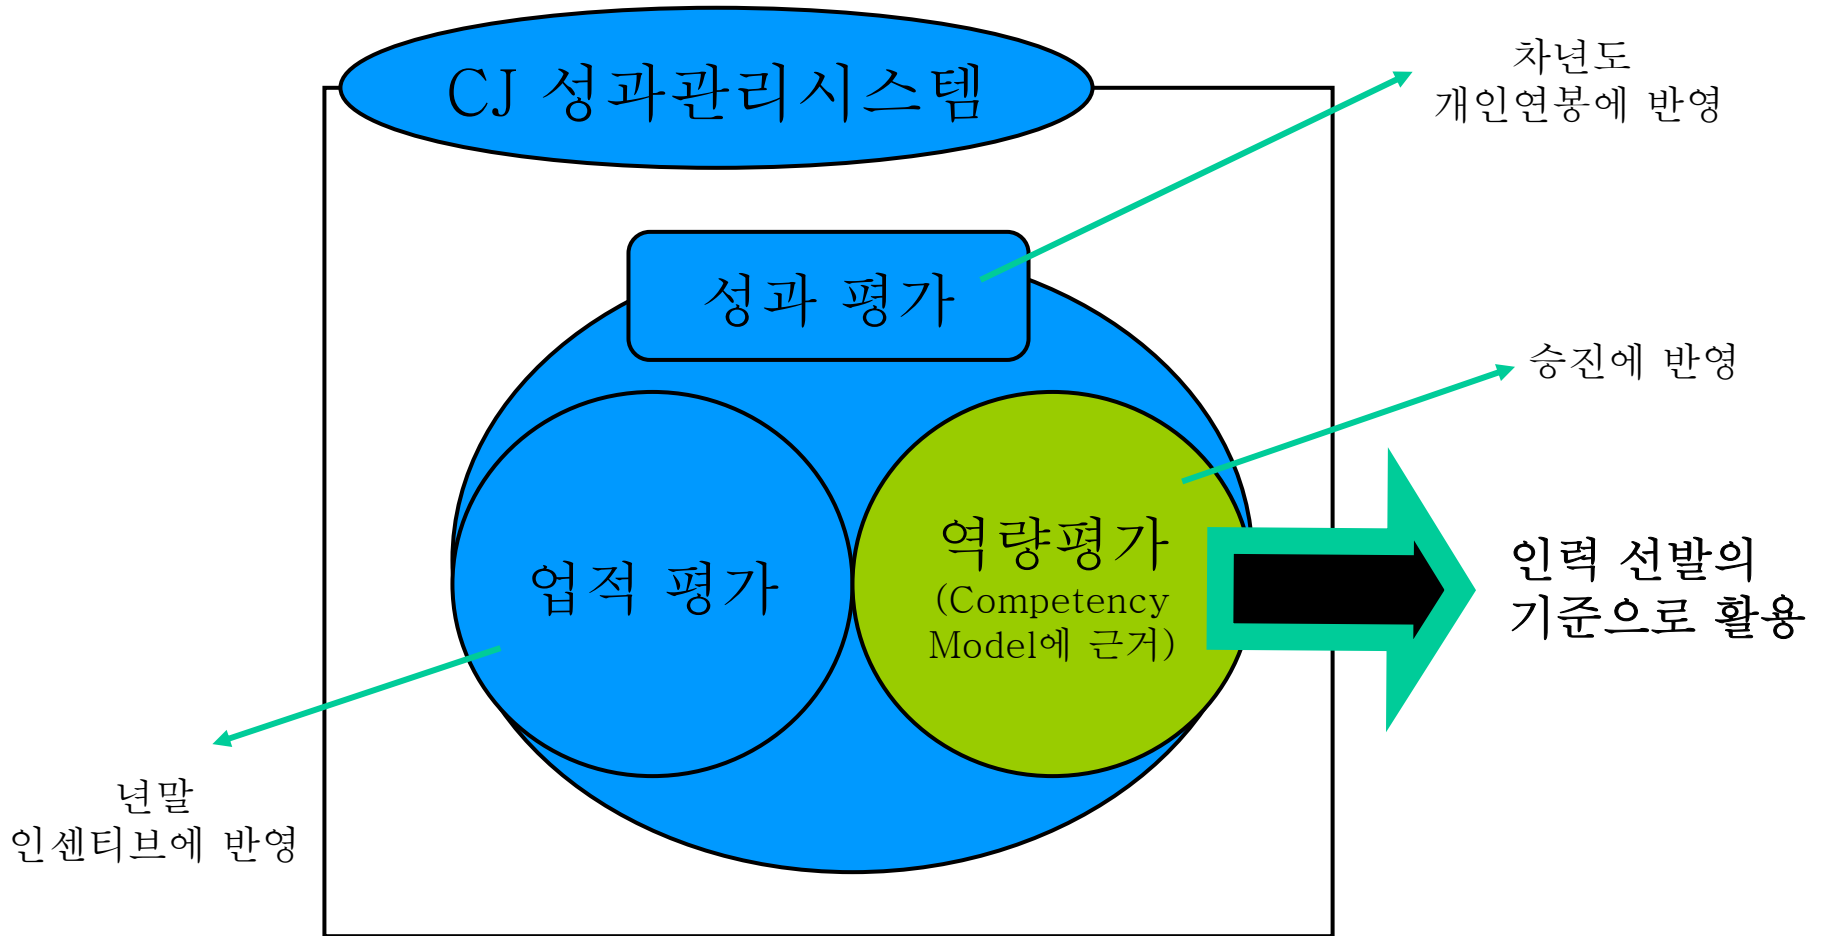 CJ 성과관리시스템
차년도
개인연봉에 반영
성과 평가
승진에 반영
업적 평가
역량평가
(Competency
Model에 근거)
인력 선발의
기준으로 활용
년말
인센티브에 반영